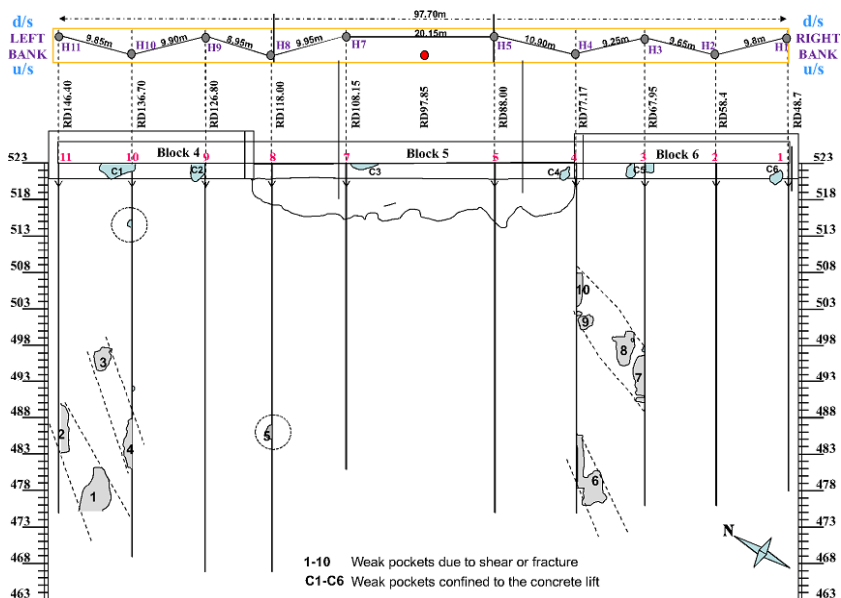 d/s 97.70m d/s
LEFT 9.85m H10 9.90m H9 8.95m H8 9.95m H7 20.15m H5 10.90m H4 9.25m H3 9.65m H2 9.8m H1 RIGHT
BANK H11 BANK
u/s u/s
RD146.40 RD136.70 RD126.80 RD118.00 RD108.15 RD97.85 RD88.00 RD77.17 RD67.95 RD58.4 RD48.7
Block 4 Block 5 Block 6
523 11 10 9 8 7 5 4 3 2 1 523
C1 C2 C3 C4 C5 C6
518 518
513 513
508 508
10
503 503
9
498 498
8
3
493 7 493
488 488
2 5
483 4 483
6
478 1 478
473 473
N
468 468
1-10 Weak pockets due to shear or fracture
C1-C6 Weak pockets confined to the concrete lift
463 463